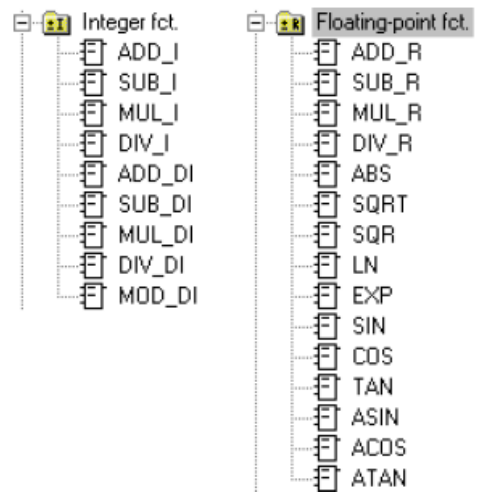 Integer fct.
ADD_I
SUB_I
MUL_I
DIV_I
ADD_DI
SUB_DI
MUL_DI
DIV_DI
MOD_DI
Floating-point fct.
ADD_R
SUB_R
MUL_R
DIV_R
ABS
SQRT
SQR
LN
EXP
SIN
COS
TAN
ASIN
ACOS
ATAN